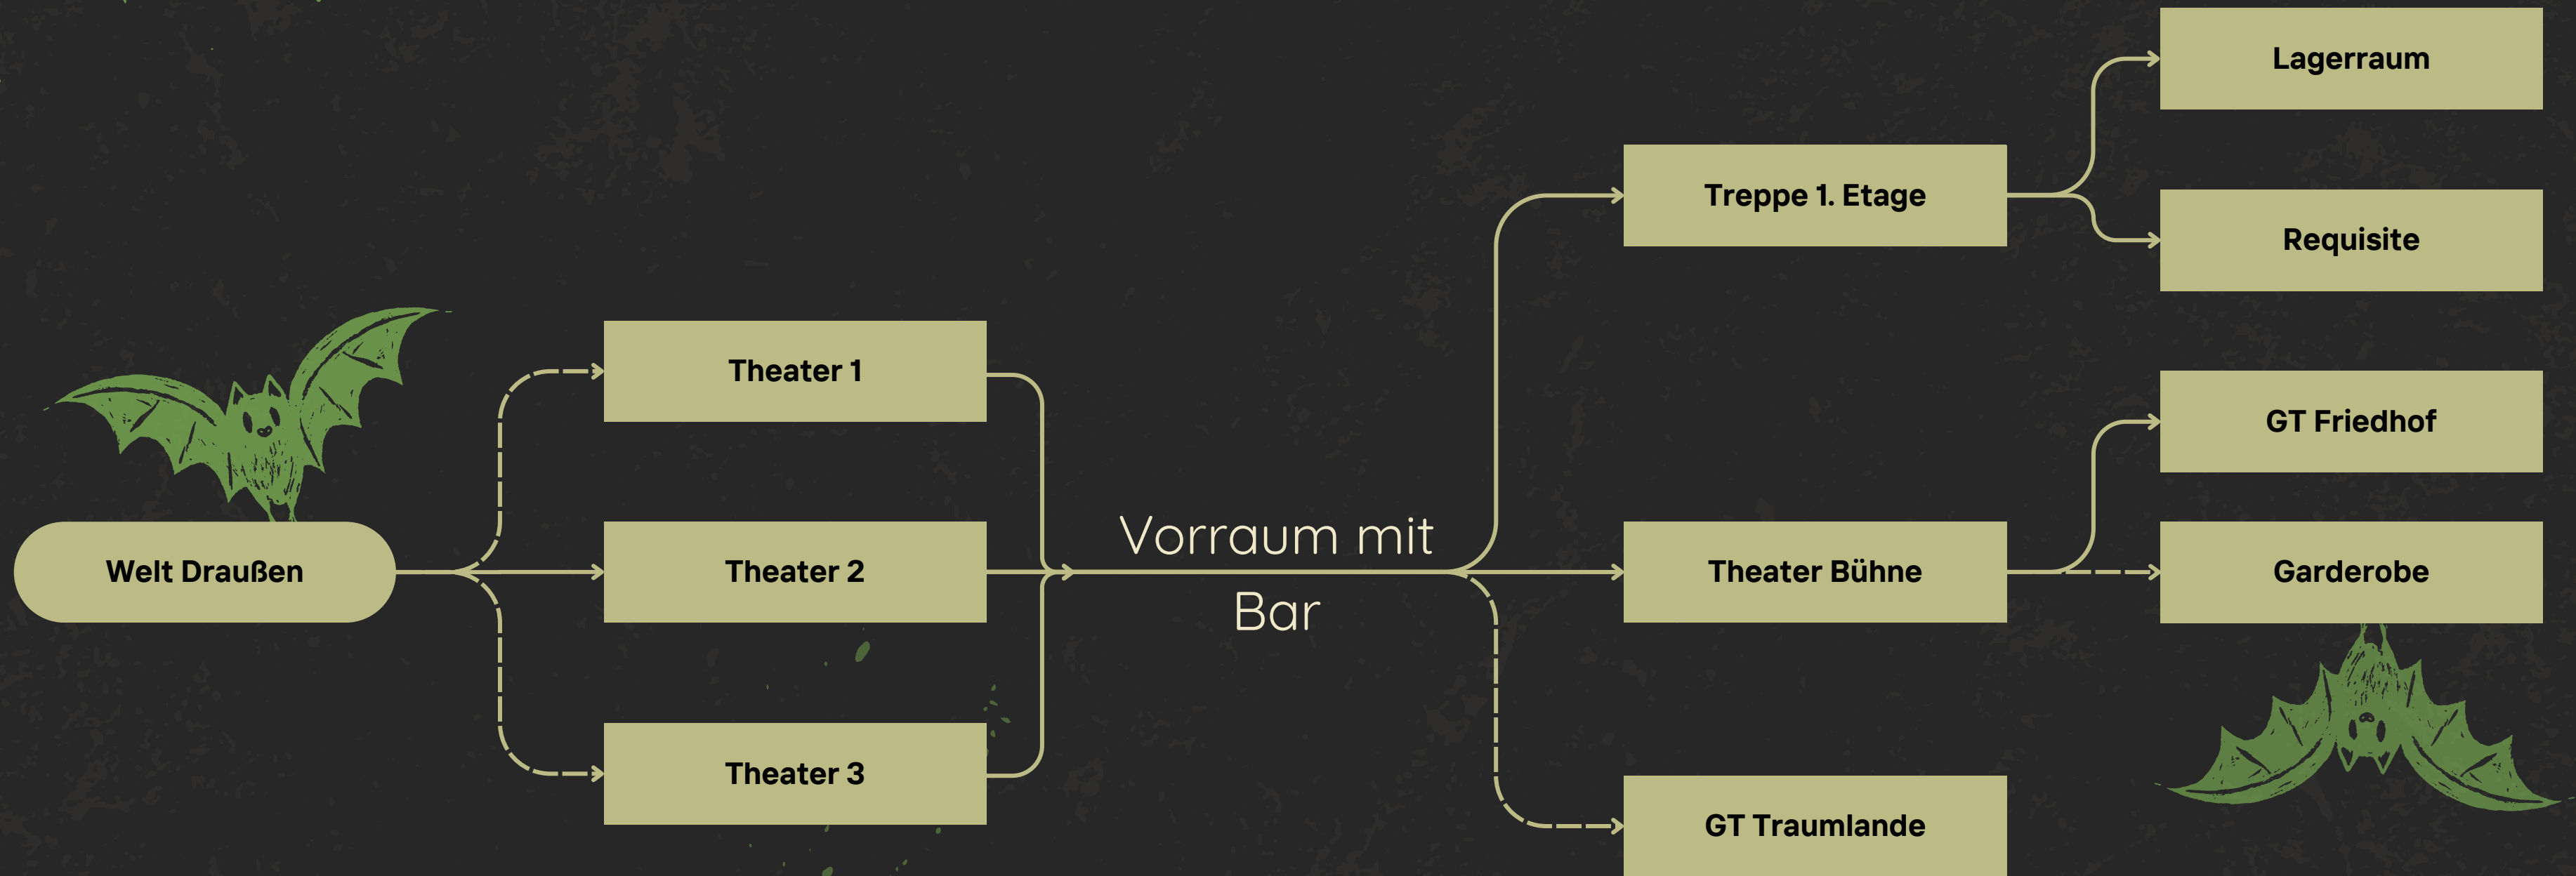 Welt Draußen
Theater 1
Theater 2
Theater 3
Vorraum mit
Bar
Treppe 1. Etage
Theater Bühne
GT Traumlande
Lagerraum
Requisite
GT Friedhof
Garderobe